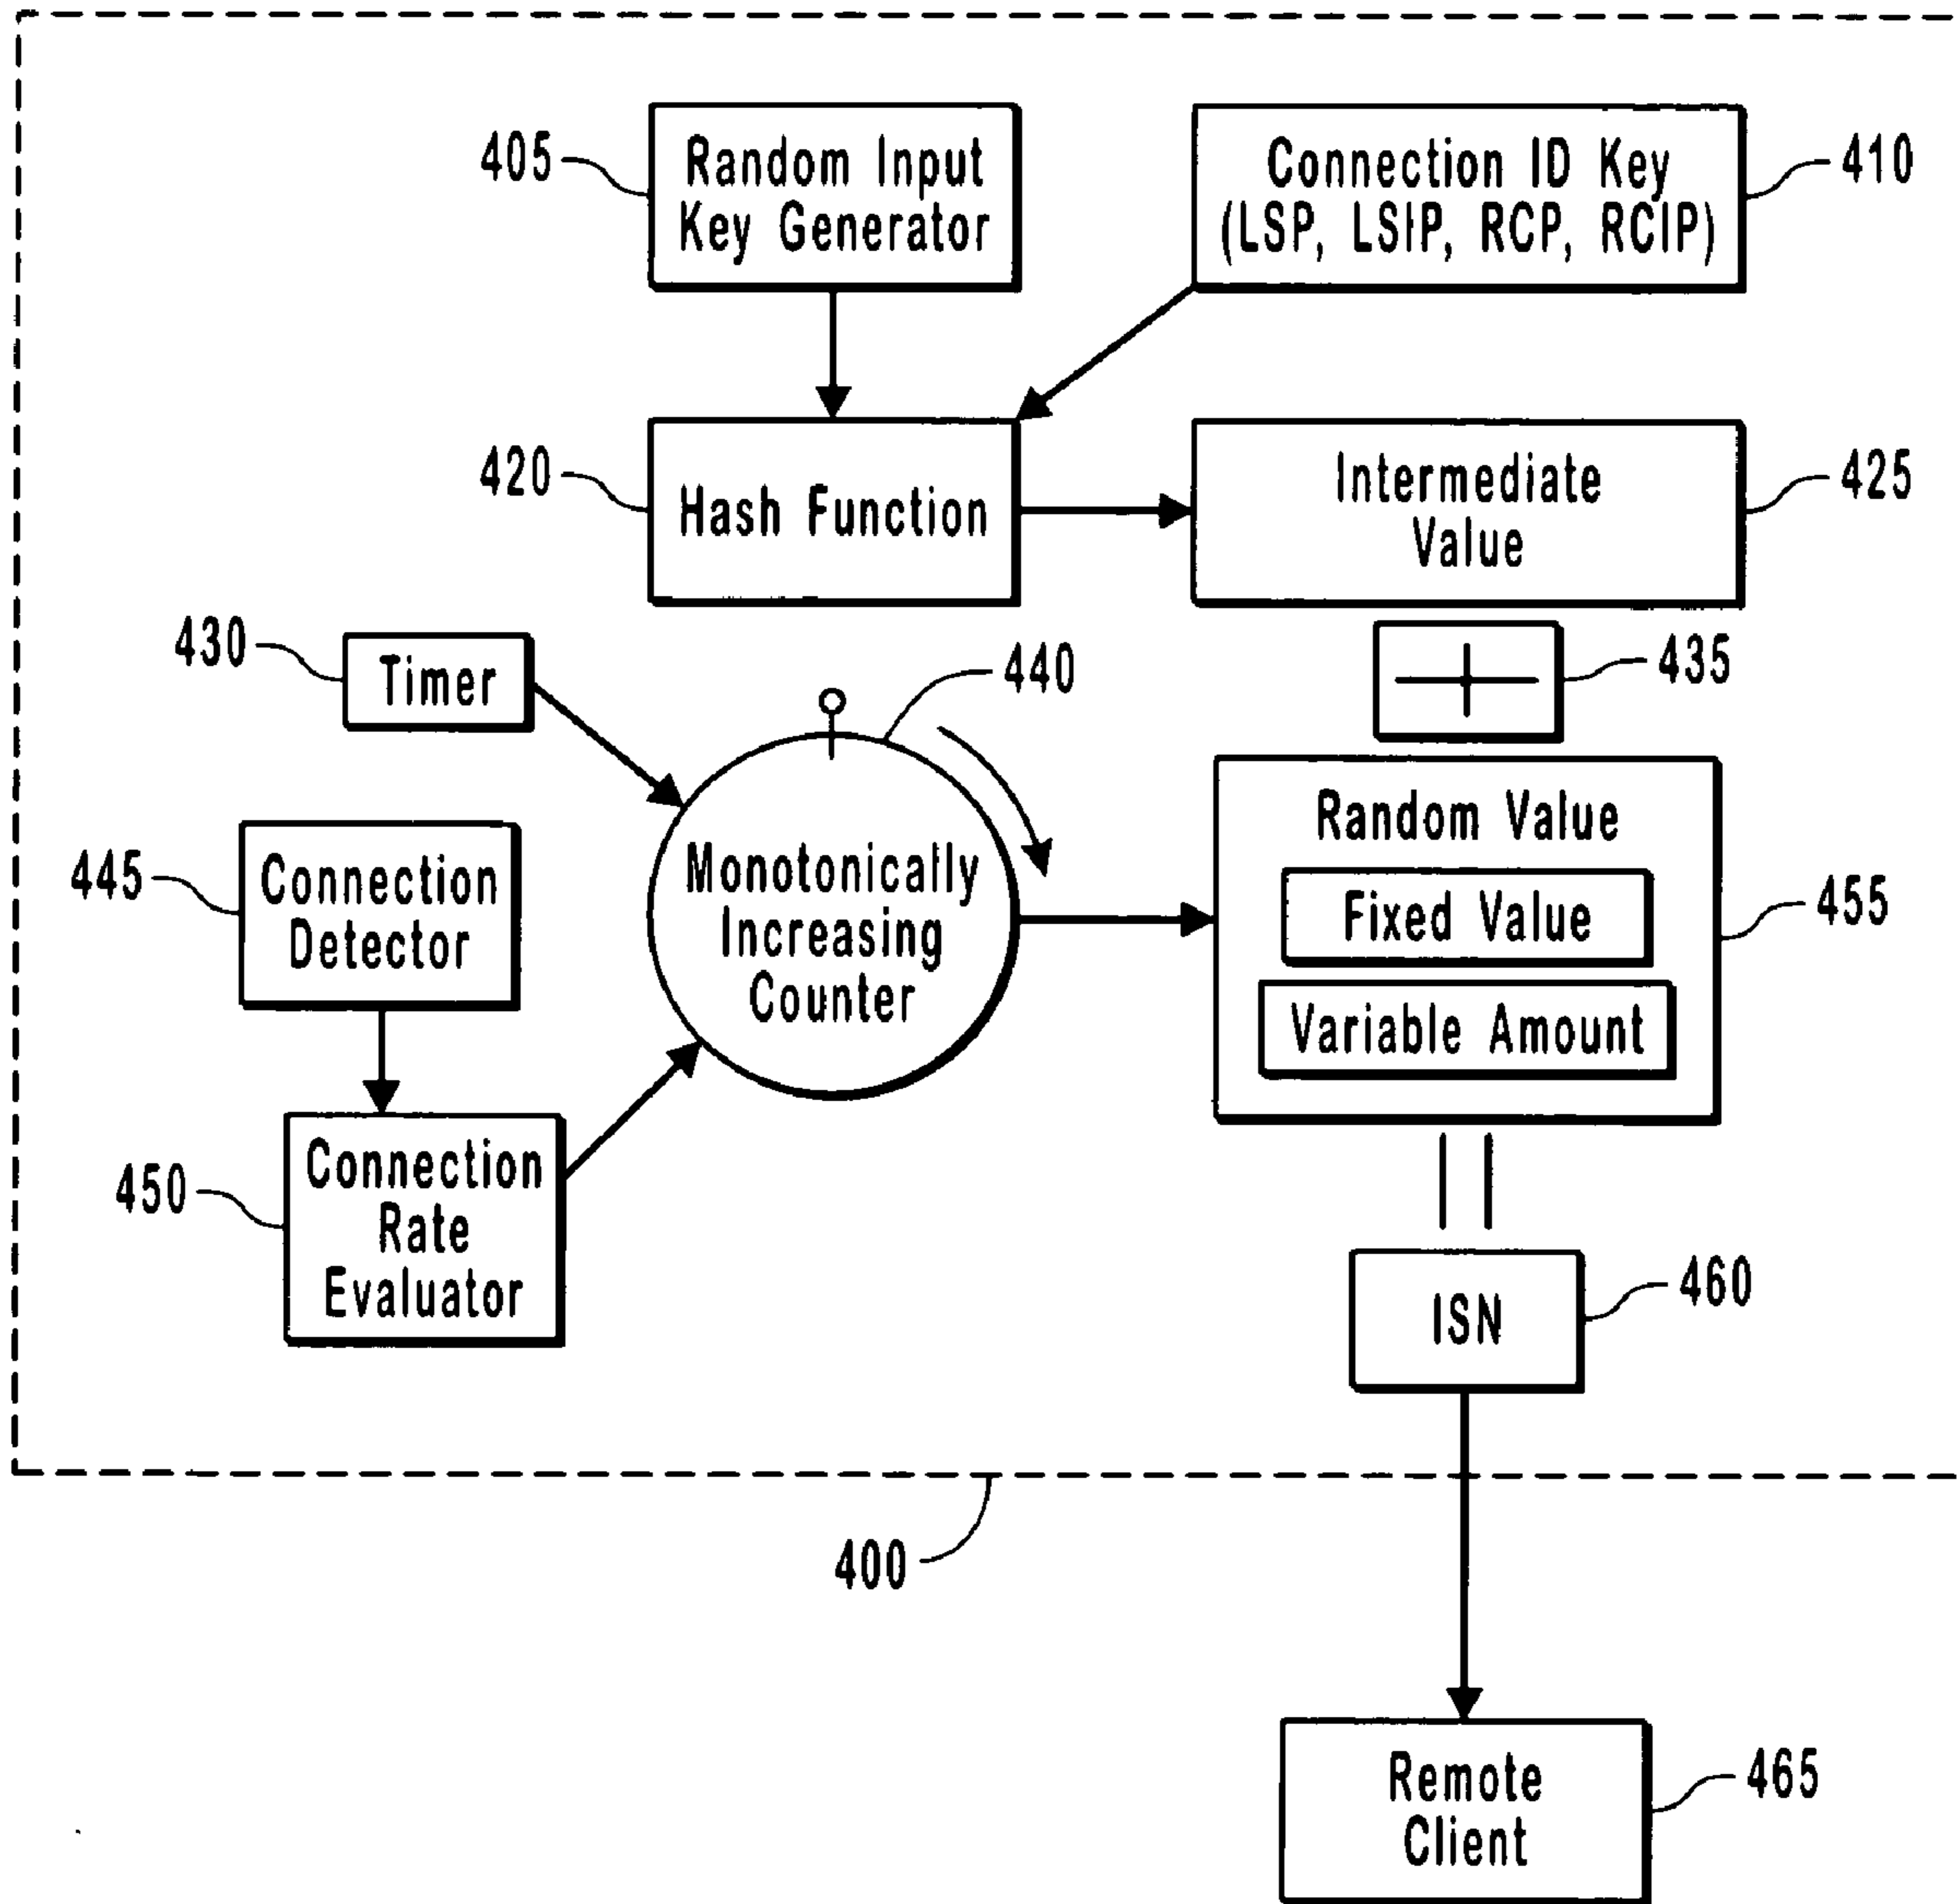 405
Random Input
Key Generator
Connection ID Key
(LSP, LSIP, RCP, RCIP)
410
420
Hash Function
Intermediate
Value
425
430
Timer
440
435
445
Connection
Detector
Monotonically
Increasing
Counter
Random Value
Fixed Value
Variable Amount
455
450
Connection
Rate
Evaluator
ISN
460
400
Remote
Client
465